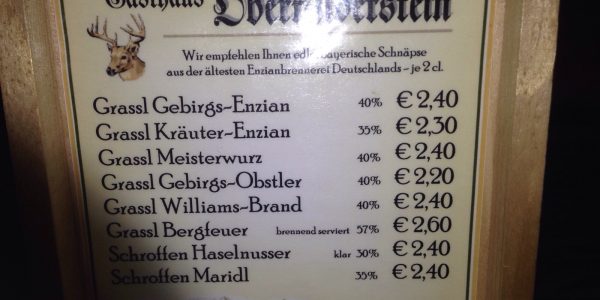 Gasthaus
Wir empfehlen Ihnen edle bayerische Schnäpse
aus der ältesten Enzianbrennerei Deutschlands – je 2 cl.
Grassl Gebirgs-Enzian 40% € 2,40
Grassl Kräuter-Enzian 35% € 2,30
Grassl Meisterwurz 40% € 2,40
Grassl Gebirgs-Obstler 40% € 2,20
Grassl Williams-Brand 40% € 2,40
Grassl Bergfeuer brennend serviert 57% € 2,60
Schroffen Haselnusser klar 30% € 2,40
Schroffen Maridl 35% € 2,40